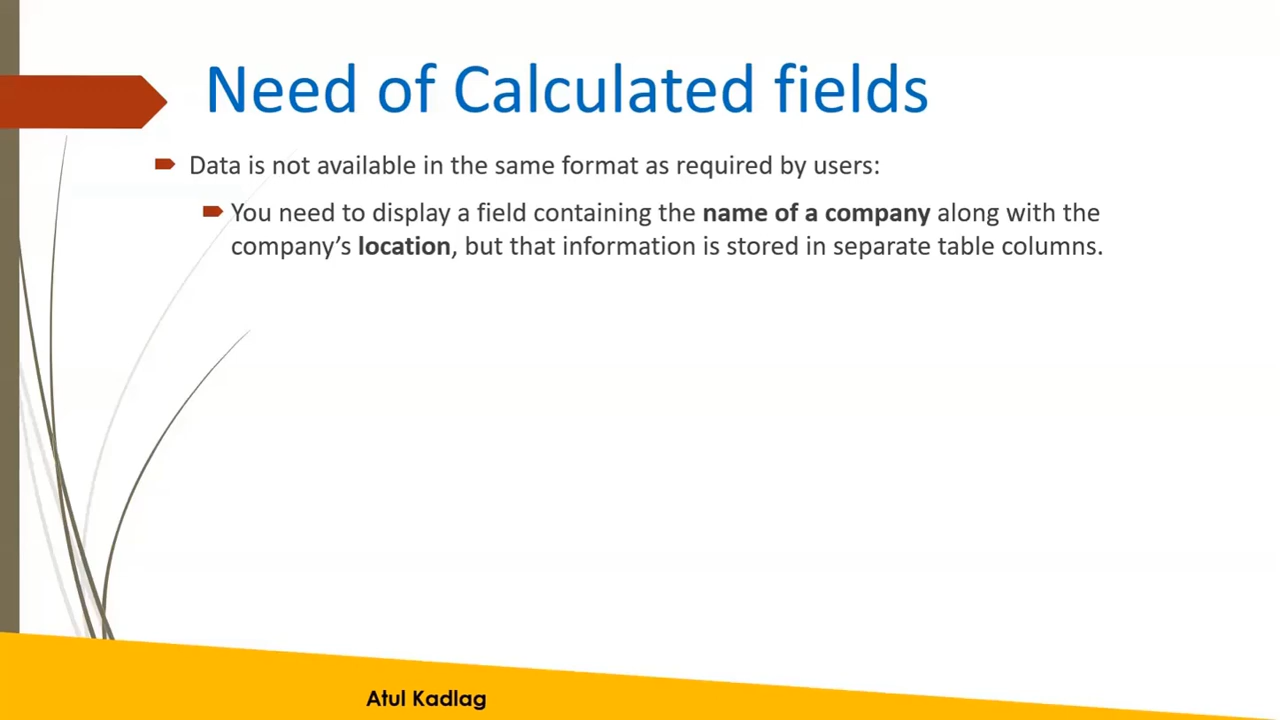 Need of Calculated fields
Data is not available in the same format as required by users:
You need to display a field containing the name of a company along with the
company’s location, but that information is stored in separate table columns.
Atul Kadlag